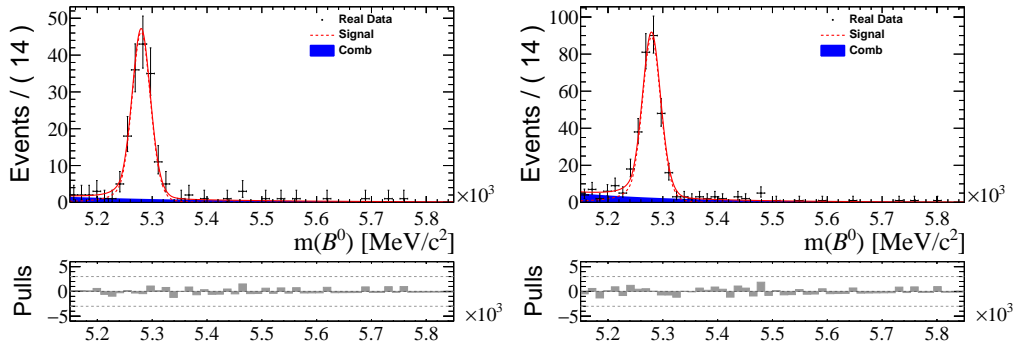 Events / ( 14 )
50
40
30
20
10
0
Real Data
Signal
Comb
5.2 5.3 5.4 5.5 5.6 5.7 5.8
×10³
m(B⁰) [MeV/c²]
Pulls
5
0
−5
5.2 5.3 5.4 5.5 5.6 5.7 5.8
×10³
Events / ( 14 )
100
80
60
40
20
0
Real Data
Signal
Comb
5.2 5.3 5.4 5.5 5.6 5.7 5.8
×10³
m(B⁰) [MeV/c²]
Pulls
5
0
−5
5.2 5.3 5.4 5.5 5.6 5.7 5.8
×10³